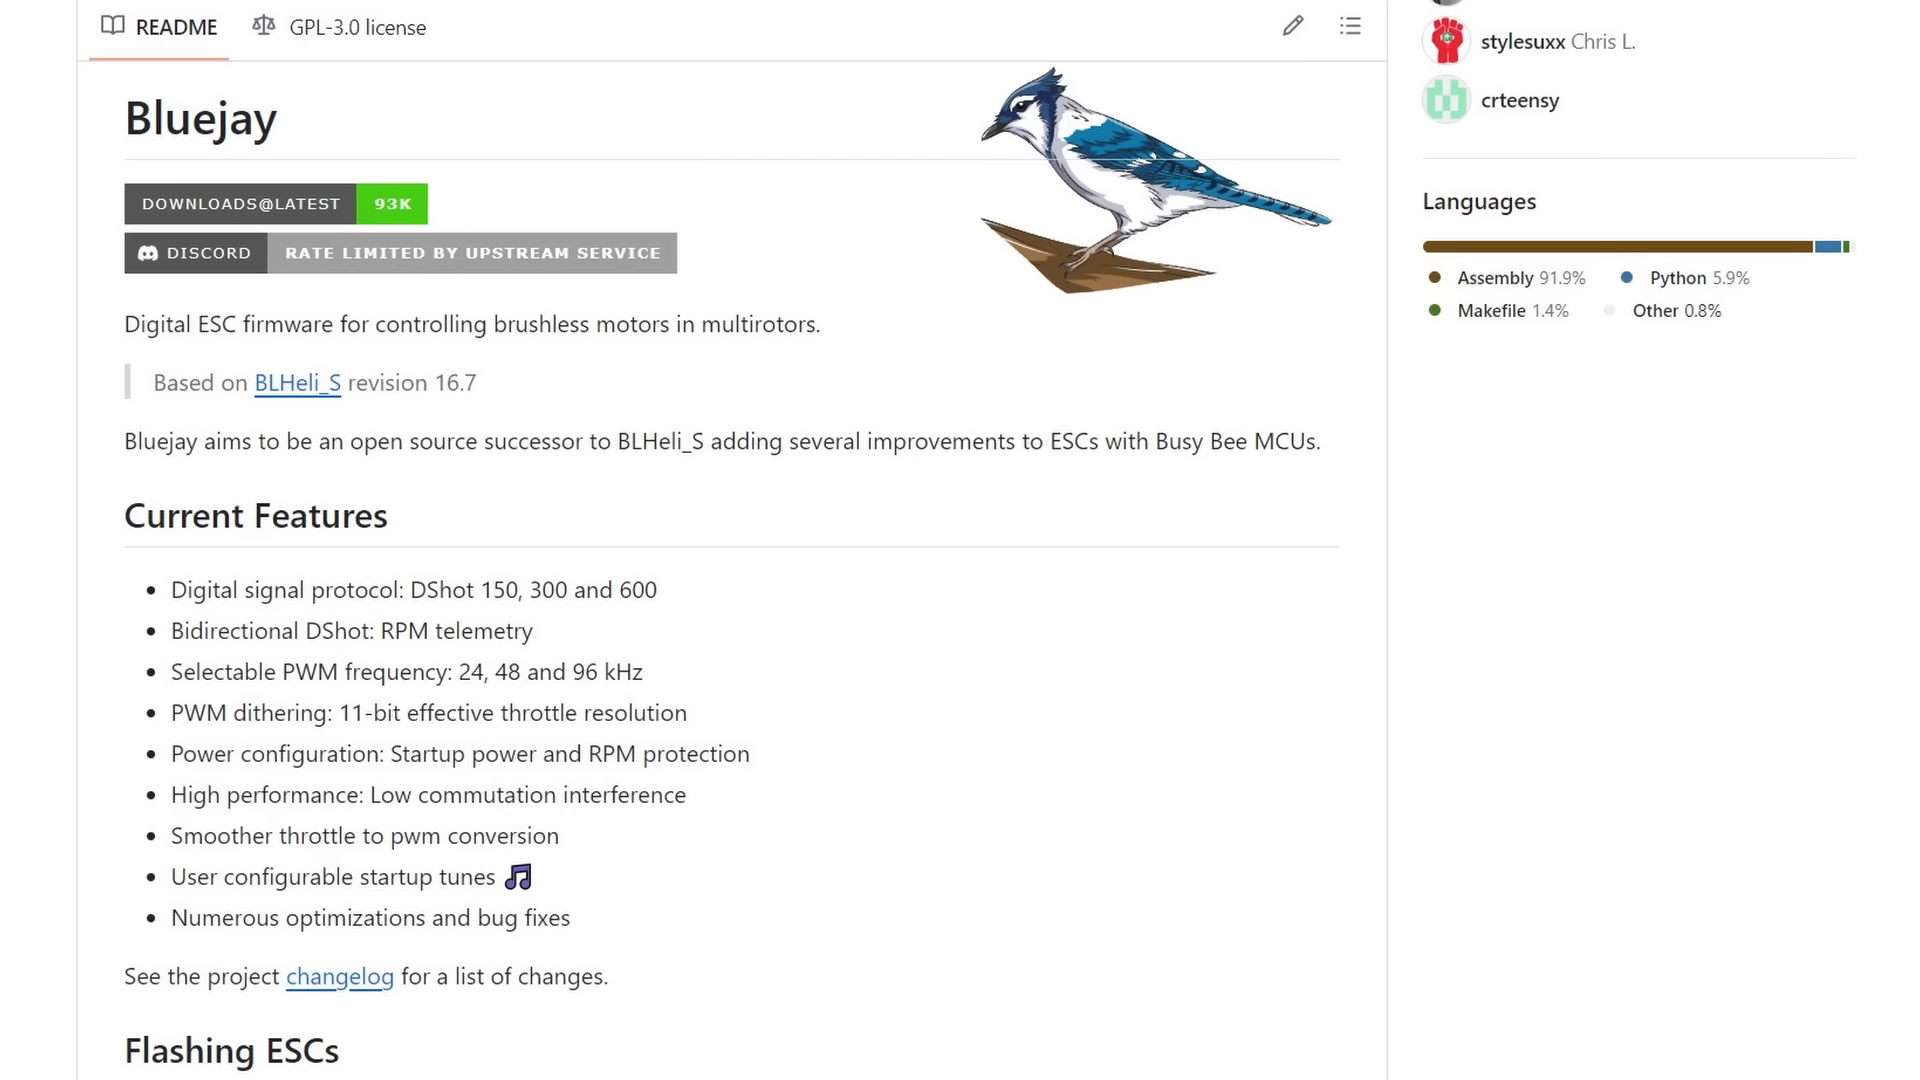 README
GPL-3.0 license
Bluejay
DOWNLOADS@LATEST 93K
DISCORD RATE LIMITED BY UPSTREAM SERVICE
Digital ESC firmware for controlling brushless motors in multirotors.
Based on BLHeli_S revision 16.7
Bluejay aims to be an open source successor to BLHeli_S adding several improvements to ESCs with Busy Bee MCUs.
Current Features
Digital signal protocol: DShot 150, 300 and 600
Bidirectional DShot: RPM telemetry
Selectable PWM frequency: 24, 48 and 96 kHz
PWM dithering: 11-bit effective throttle resolution
Power configuration: Startup power and RPM protection
High performance: Low commutation interference
Smoother throttle to pwm conversion
User configurable startup tunes 🎵
Numerous optimizations and bug fixes
See the project changelog for a list of changes.
Flashing ESCs
stylesuxx Chris L.
crteensy
Languages
Assembly 91.9%
Python 5.9%
Makefile 1.4%
Other 0.8%